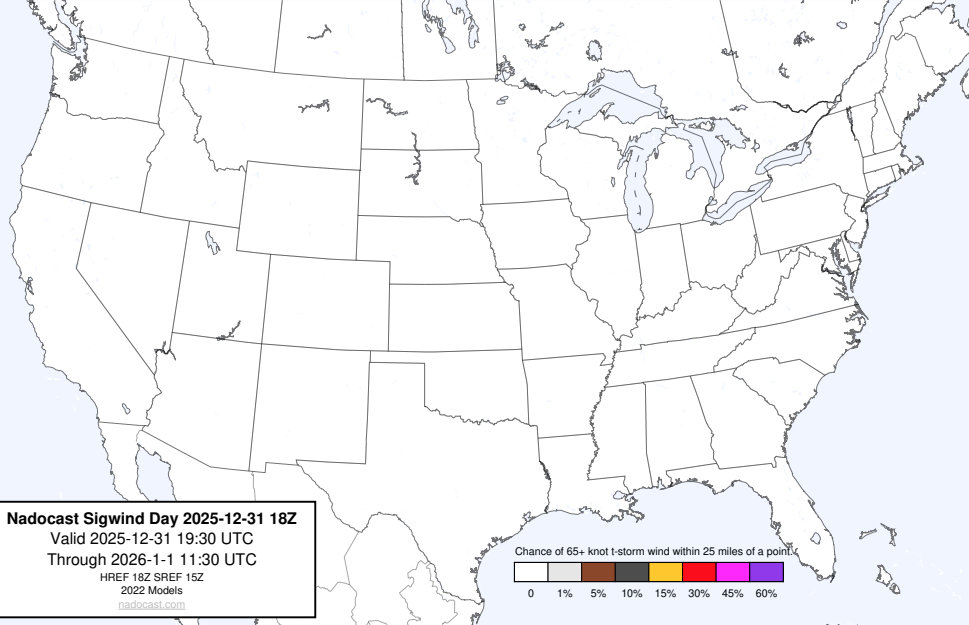 Nadocast Sigwind Day 2025-12-31 18Z
Valid 2025-12-31 19:30 UTC
Through 2026-1-1 11:30 UTC
HREF 18Z SREF 15Z
2022 Models
nadocast.com
Chance of 65+ knot t-storm wind within 25 miles of a point.
0 1% 5% 10% 15% 30% 45% 60%